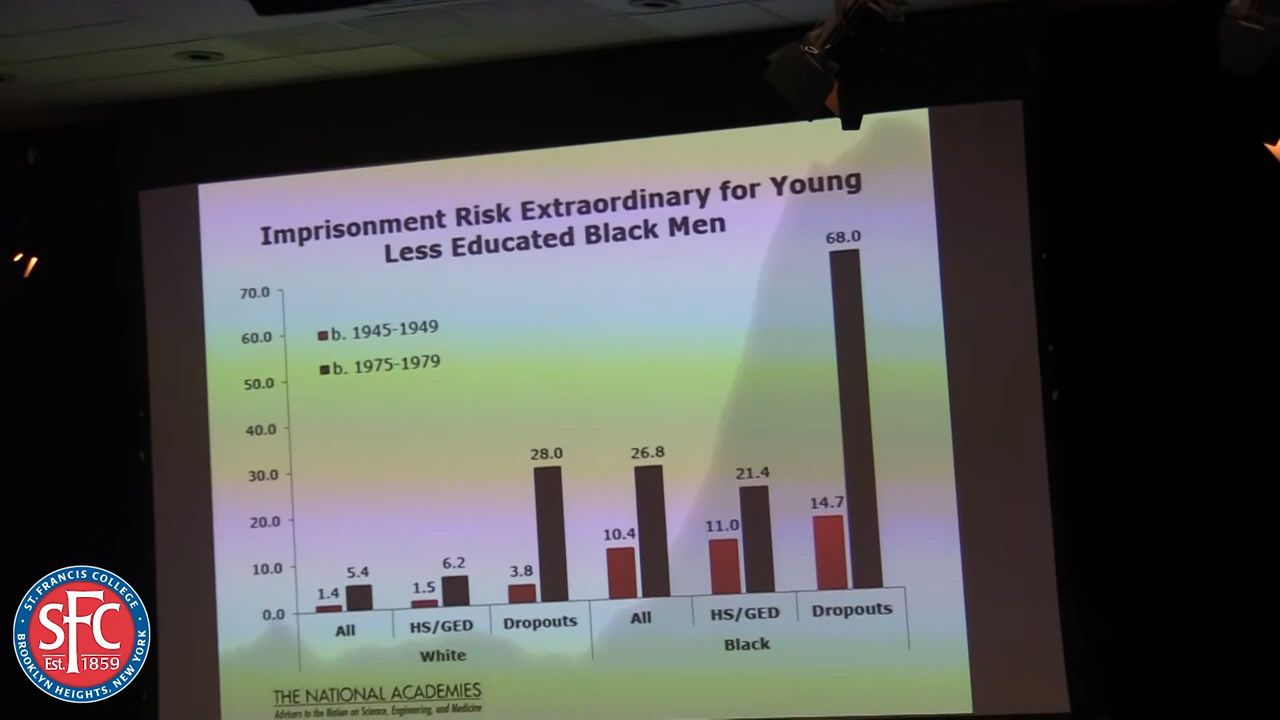 Imprisonment Risk Extraordinary for Young
Less Educated Black Men
70.0
60.0
50.0
40.0
30.0
20.0
10.0
0.0
b. 1945-1949
b. 1975-1979
1.4
5.4
1.5
6.2
3.8
28.0
10.4
26.8
11.0
21.4
14.7
68.0
All
HS/GED
Dropouts
All
HS/GED
Dropouts
White
Black
THE NATIONAL ACADEMIES
Advisers to the Nation on Science, Engineering, and Medicine
ST. FRANCIS COLLEGE
SFC
Est. 1859
BROOKLYN HEIGHTS, NEW YORK